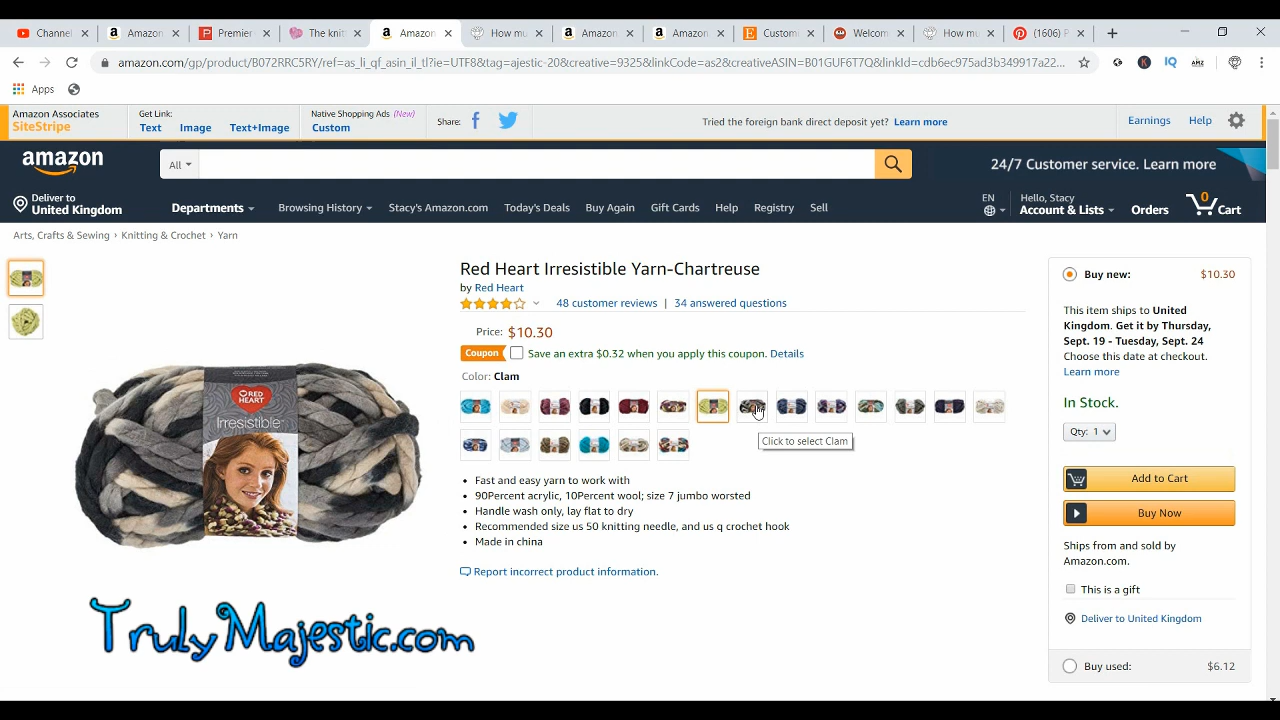 Channel
Amazon
Premier
The knit
Amazon
How mu
Amazon
Amazon
Custom
Welcom
How mu
(1606) P
amazon.com/gp/product/B072RRC5RY/ref=as_li_qf_asin_il_tl?ie=UTF8&tag=ajestic-20&creative=9325&linkCode=as2&creativeASIN=B01GUF6T7Q&linkId=cdb6ec975ad3b349917a22...
Apps
Amazon Associates
SiteStripe
Get Link:
Text Image Text+Image
Native Shopping Ads (New)
Custom
Share:
Tried the foreign bank direct deposit yet? Learn more
Earnings Help
amazon
All
24/7 Customer service. Learn more
Deliver to
United Kingdom
Departments Browsing History Stacy's Amazon.com Today's Deals Buy Again Gift Cards Help Registry Sell
EN
Hello, Stacy
Account & Lists
Orders
0
Cart
Arts, Crafts & Sewing › Knitting & Crochet › Yarn
Red Heart Irresistible Yarn-Chartreuse
by Red Heart
48 customer reviews | 34 answered questions
Price: $10.30
Coupon Save an extra $0.32 when you apply this coupon. Details
Color: Clam
Click to select Clam
Fast and easy yarn to work with
90Percent acrylic, 10Percent wool; size 7 jumbo worsted
Handle wash only, lay flat to dry
Recommended size us 50 knitting needle, and us q crochet hook
Made in china
Report incorrect product information.
RED HEART
Irresistible
TrulyMajestic.com
Buy new: $10.30
This item ships to United
Kingdom. Get it by Thursday,
Sept. 19 - Tuesday, Sept. 24
Choose this date at checkout.
Learn more
In Stock.
Qty: 1
Add to Cart
Buy Now
Ships from and sold by
Amazon.com.
This is a gift
Deliver to United Kingdom
Buy used: $6.12